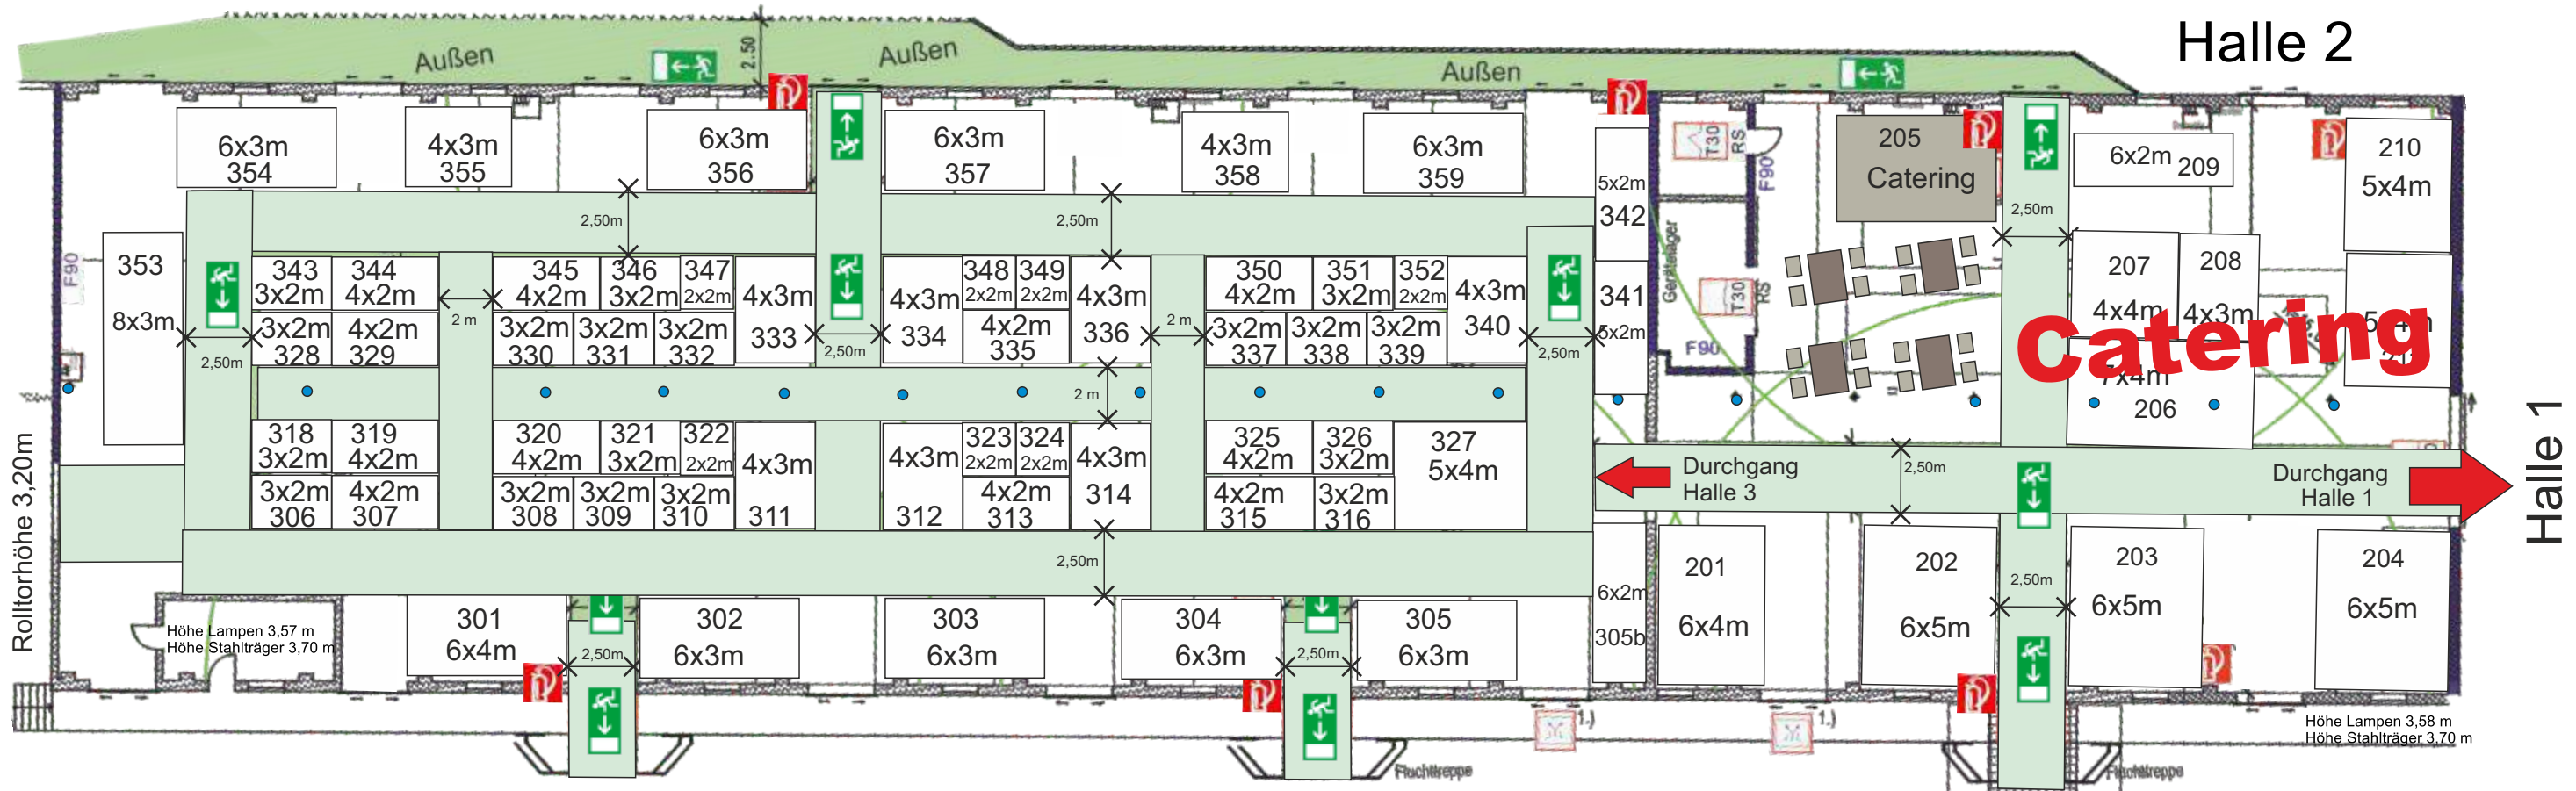 Halle 2
Außen
2.50
Außen
Außen
6x3m
354
4x3m
355
6x3m
356
6x3m
357
4x3m
358
6x3m
359
5x2m
342
T30
RS
F90
205
Catering
6x2m 209
210
5x4m
2,50m
2,50m
2,50m
353
8x3m
F90
343
3x2m
344
4x2m
345
4x2m
346
3x2m
347
2x2m
4x3m
333
4x3m
334
348
2x2m
349
2x2m
4x3m
336
350
4x2m
351
3x2m
352
2x2m
4x3m
340
341
5x2m
Gerätelager
T30
RS
F90
207
4x4m
208
4x3m
Catering
2,50m
3x2m
328
4x2m
329
2 m
3x2m
330
3x2m
331
3x2m
332
2,50m
4x2m
335
2 m
3x2m
337
3x2m
338
3x2m
339
2,50m
2 m
7x4m
206
318
3x2m
319
4x2m
320
4x2m
321
3x2m
322
2x2m
4x3m
311
4x3m
312
323
2x2m
324
2x2m
4x3m
314
325
4x2m
326
3x2m
327
5x4m
Durchgang
Halle 3
2,50m
Durchgang
Halle 1
Halle 1
3x2m
306
4x2m
307
3x2m
308
3x2m
309
3x2m
310
4x2m
313
4x2m
315
3x2m
316
2,50m
Rolltorhöhe 3,20m
Höhe Lampen 3,57 m
Höhe Stahlträger 3,70 m
301
6x4m
2,50m
302
6x3m
303
6x3m
304
6x3m
2,50m
305
6x3m
6x2m
305b
201
6x4m
202
6x5m
2,50m
203
6x5m
204
6x5m
1.)
1.)
Fluchttreppe
Fluchttreppe
Höhe Lampen 3,58 m
Höhe Stahlträger 3,70 m